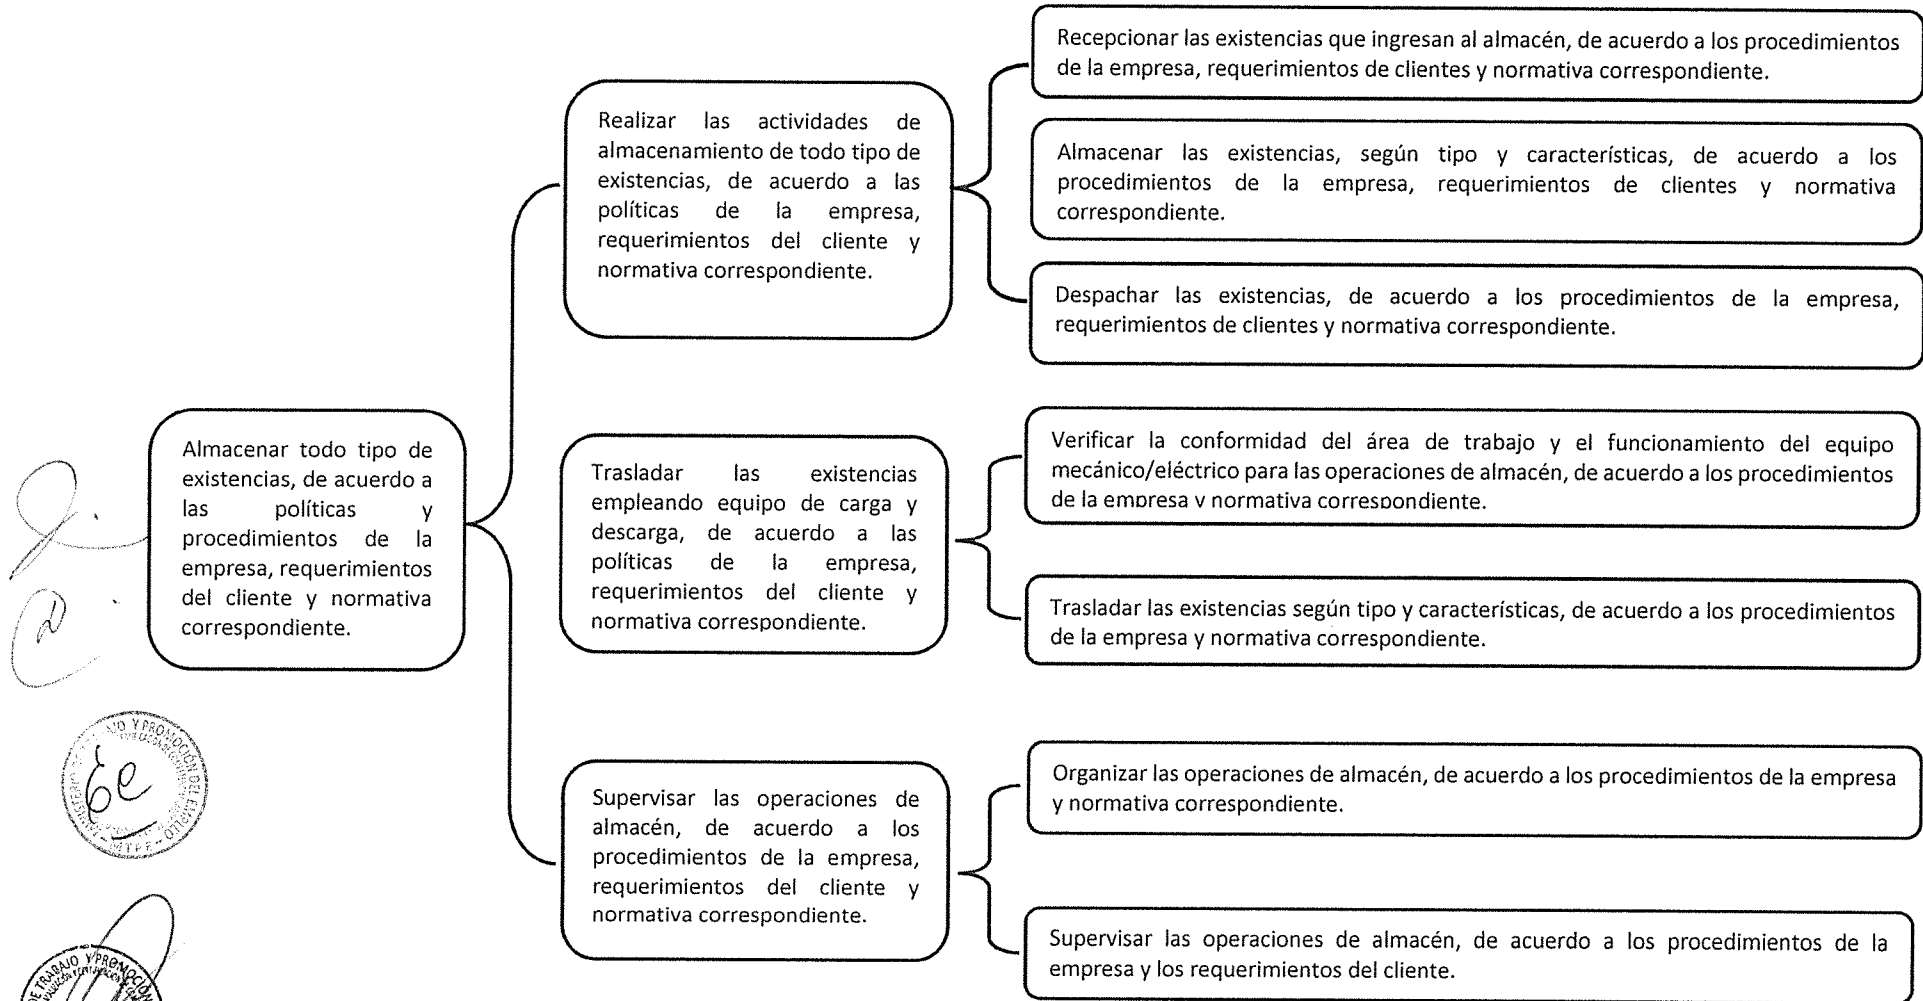 Recepcionar las existencias que ingresan al almacén, de acuerdo a los procedimientos
de la empresa, requerimientos de clientes y normativa correspondiente.
Realizar las actividades de
almacenamiento de todo tipo de
existencias, de acuerdo a las
políticas de la empresa,
requerimientos del cliente y
normativa correspondiente.
Almacenar las existencias, según tipo y características, de acuerdo a los
procedimientos de la empresa, requerimientos de clientes y normativa
correspondiente.
Despachar las existencias, de acuerdo a los procedimientos de la empresa,
requerimientos de clientes y normativa correspondiente.
Almacenar todo tipo de
existencias, de acuerdo a
las políticas y
procedimientos de la
empresa, requerimientos
del cliente y normativa
correspondiente.
Trasladar las existencias
empleando equipo de carga y
descarga, de acuerdo a las
políticas de la empresa,
requerimientos del cliente y
normativa correspondiente.
Verificar la conformidad del área de trabajo y el funcionamiento del equipo
mecánico/eléctrico para las operaciones de almacén, de acuerdo a los procedimientos
de la empresa y normativa correspondiente.
Trasladar las existencias según tipo y características, de acuerdo a los procedimientos
de la empresa y normativa correspondiente.
Supervisar las operaciones de
almacén, de acuerdo a los
procedimientos de la empresa,
requerimientos del cliente y
normativa correspondiente.
Organizar las operaciones de almacén, de acuerdo a los procedimientos de la empresa
y normativa correspondiente.
Supervisar las operaciones de almacén, de acuerdo a los procedimientos de la
empresa y los requerimientos del cliente.
Y PROMOCIÓN DEL EMPLEO
MTPE
DE TRABAJO Y PROMOCIÓN